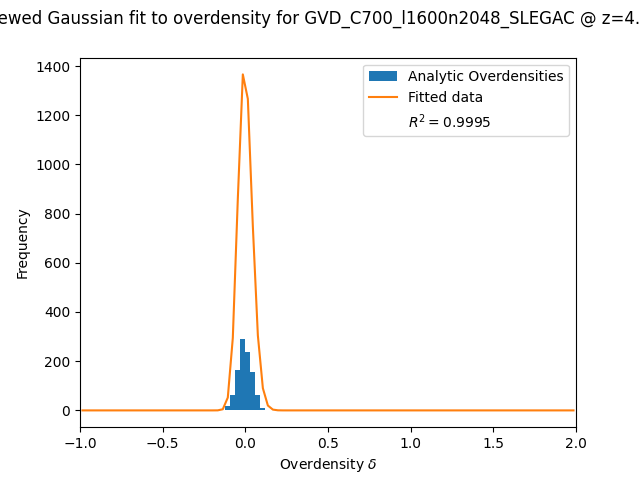 ewed Gaussian fit to overdensity for GVD_C700_l1600n2048_SLEGAC @ z=4.
1400
1200
1000
800
600
400
200
0
Frequency
Analytic Overdensities
Fitted data
R² = 0.9995
−1.0 −0.5 0.0 0.5 1.0 1.5 2.0
Overdensity δ